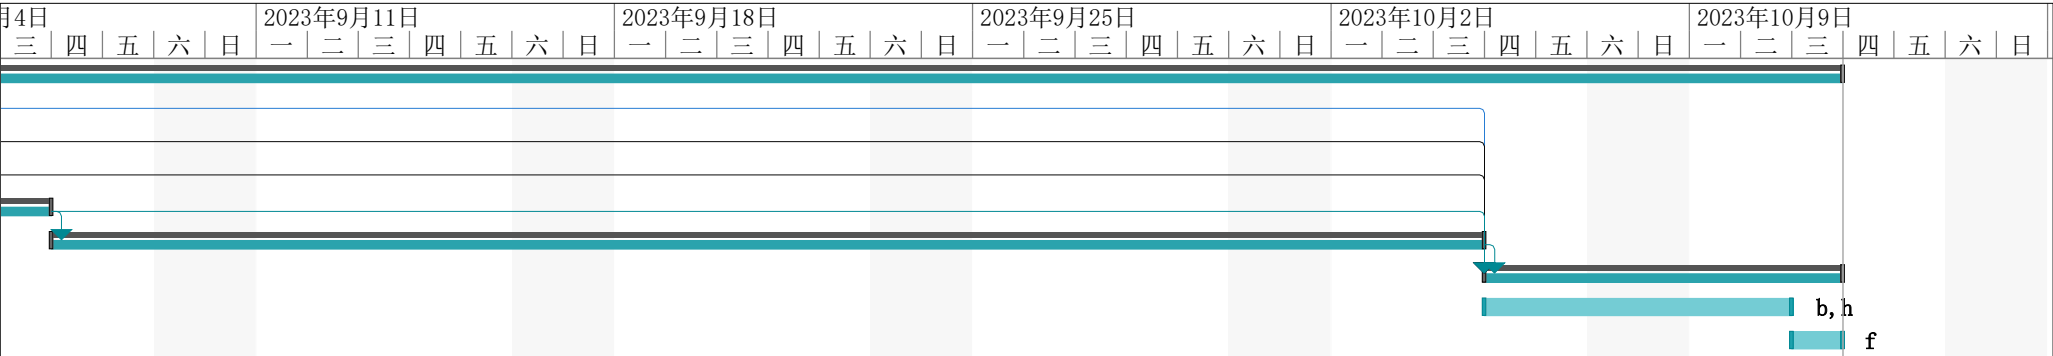 月4日 2023年9月11日 2023年9月18日 2023年9月25日 2023年10月2日 2023年10月9日
三 四 五 六 日 一 二 三 四 五 六 日 一 二 三 四 五 六 日 一 二 三 四 五 六 日 一 二 三 四 五 六 日 一 二 三 四 五 六 日
b, h
f